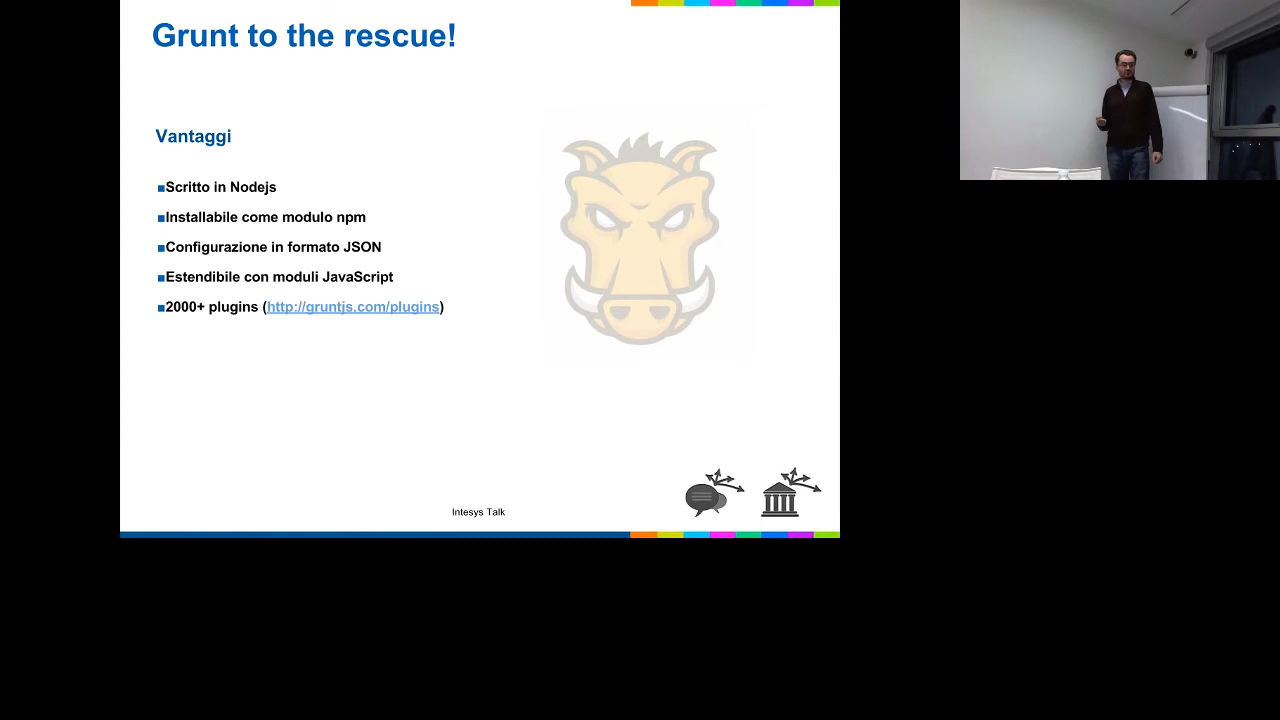 Grunt to the rescue!
Vantaggi
■Scritto in Nodejs
■Installabile come modulo npm
■Configurazione in formato JSON
■Estendibile con moduli JavaScript
■2000+ plugins (http://gruntjs.com/plugins)
Intesys Talk